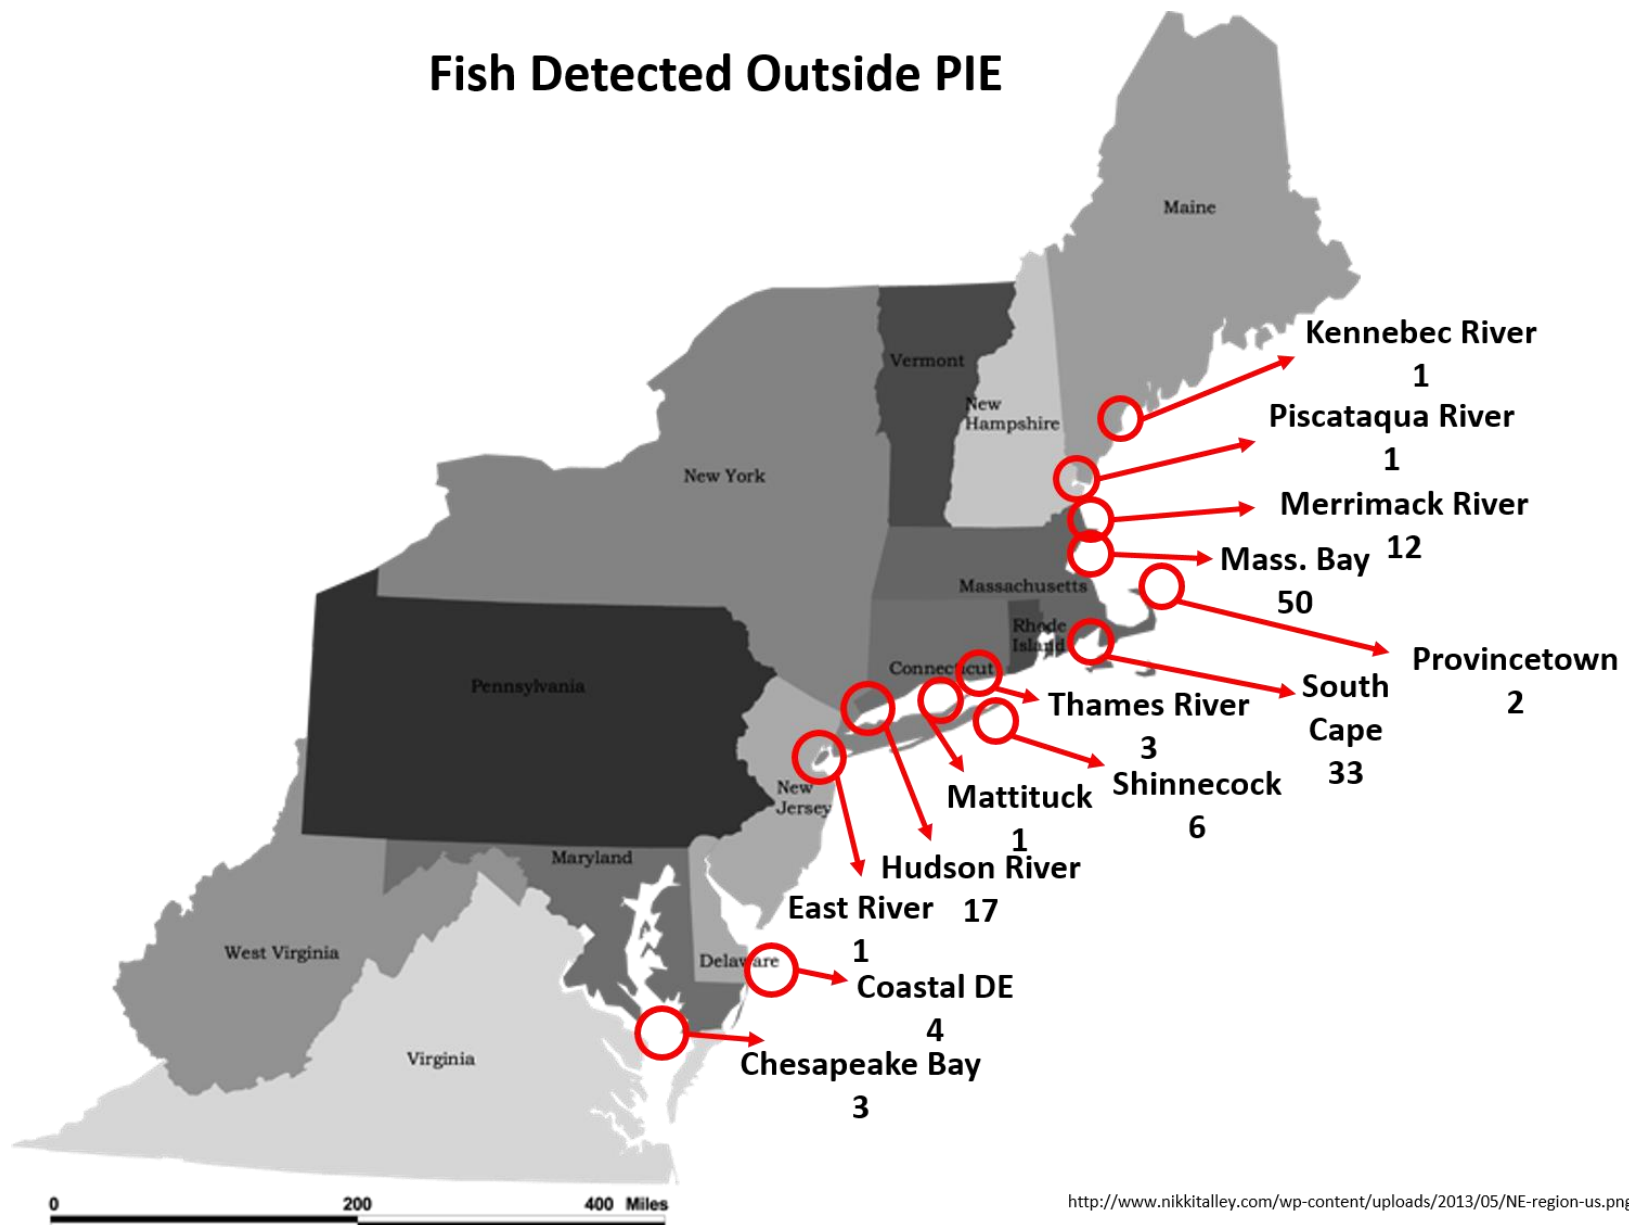 Fish Detected Outside PIE
Maine
Kennebec River
1
Vermont
New
Hampshire
Piscataqua River
1
New York
Merrimack River
12
Mass. Bay
50
Massachusetts
Rhode
Island
Connecticut
Provincetown
2
South
Cape
33
Pennsylvania
Thames River
3
Shinnecock
6
Mattituck
1
New
Jersey
Hudson River
17
East River
1
Maryland
West Virginia
Delaware
Coastal DE
4
Virginia
Chesapeake Bay
3
0 200 400 Miles
http://www.nikkitalley.com/wp-content/uploads/2013/05/NE-region-us.png